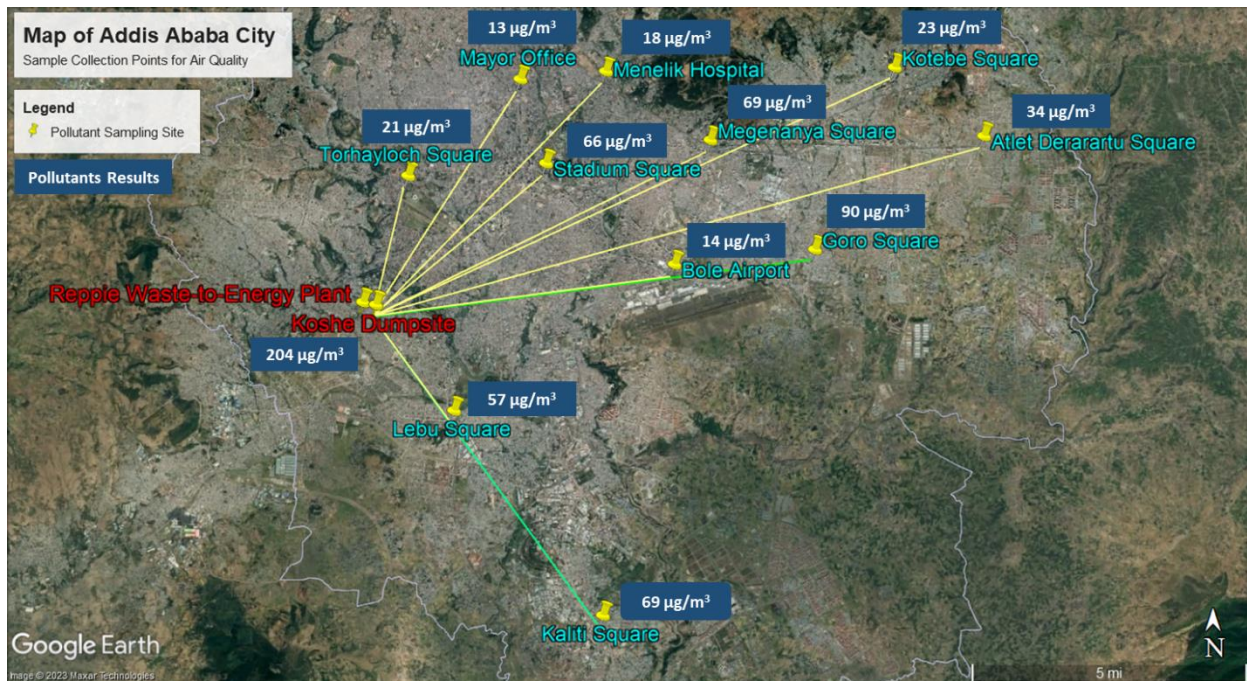 Map of Addis Ababa City
Sample Collection Points for Air Quality
Legend
Pollutant Sampling Site
Pollutants Results
13 µg/m³
Mayor Office
18 µg/m³
Menelik Hospital
23 µg/m³
Kotebe Square
69 µg/m³
Megenanya Square
34 µg/m³
Atlet Derarartu Square
21 µg/m³
Torhayloch Square
66 µg/m³
Stadium Square
90 µg/m³
Goro Square
14 µg/m³
Bole Airport
Reppie Waste-to-Energy Plant
Koshe Dumpsite
204 µg/m³
57 µg/m³
Lebu Square
69 µg/m³
Kaliti Square
Google Earth
Image © 2023 Maxar Technologies
5 mi
N